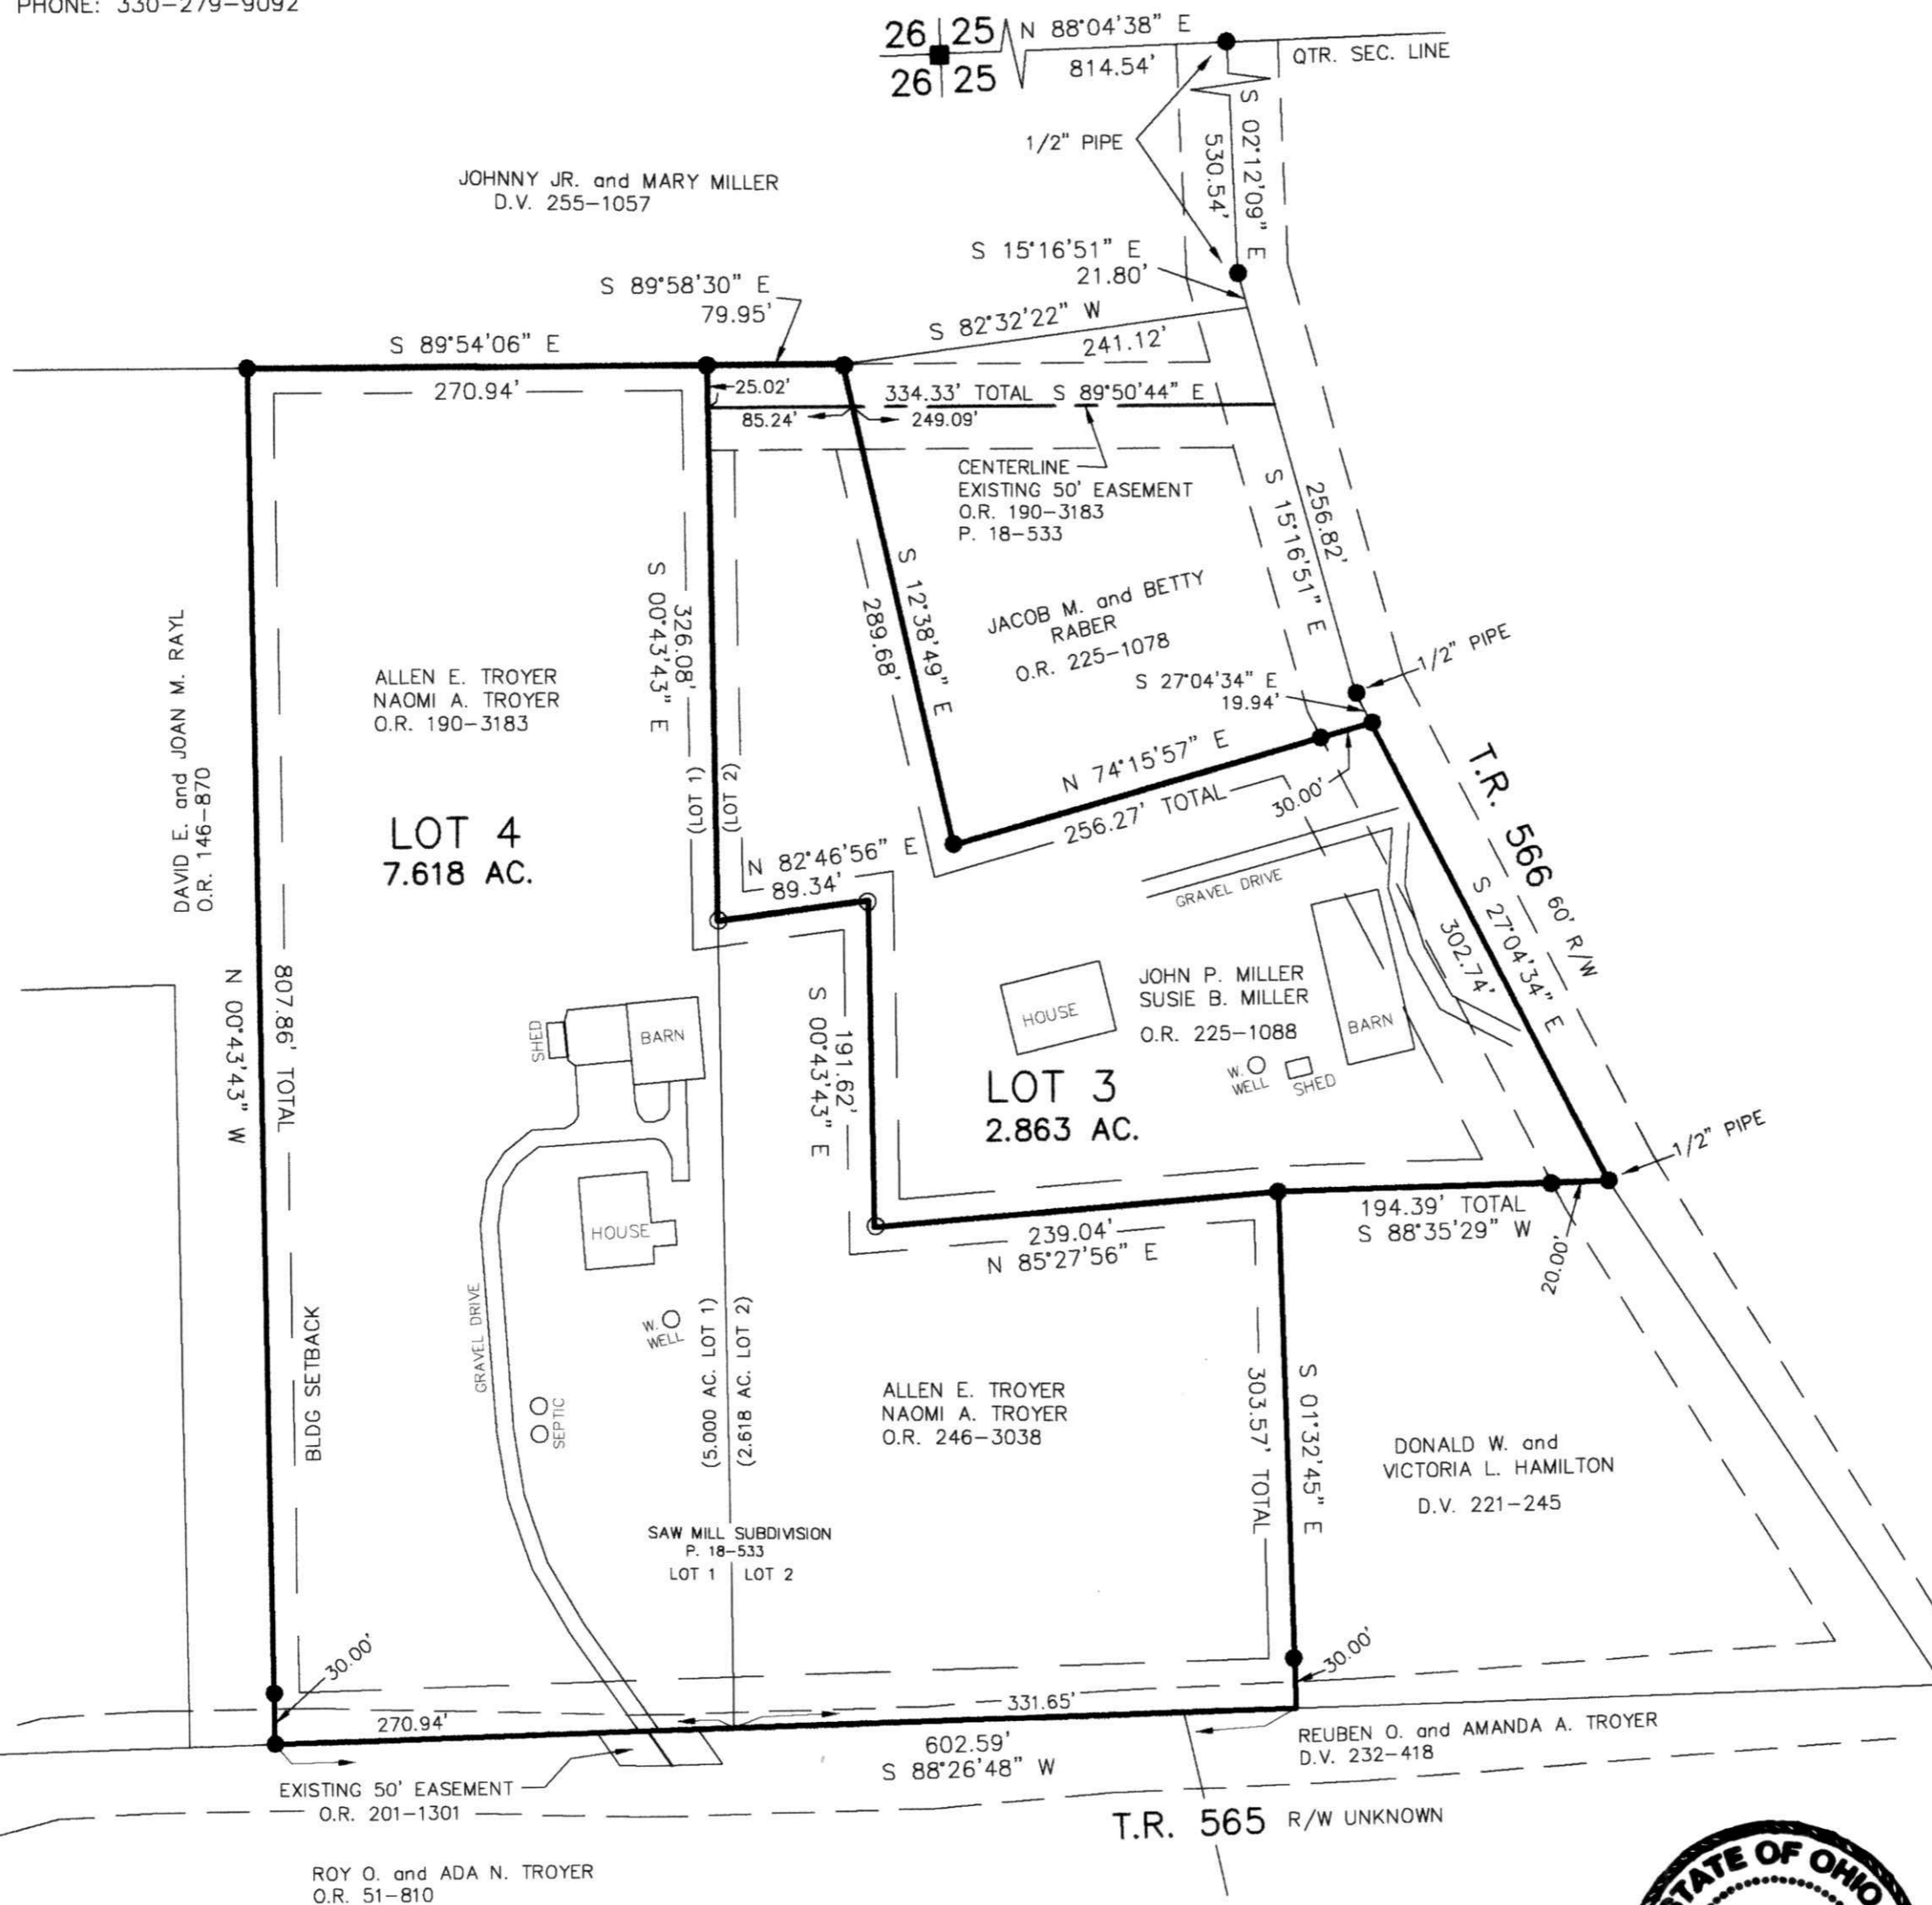 PHONE: 330-279-9092
26 25
26 25
N 88°04'38" E
814.54'
QTR. SEC. LINE
1/2" PIPE
S 02°12'09" E
530.54'
JOHNNY JR. and MARY MILLER
D.V. 255-1057
S 15°16'51" E
21.80'
S 89°58'30" E
79.95'
S 82°32'22" W
241.12'
S 89°54'06" E
270.94'
25.02'
334.33' TOTAL S 89°50'44" E
85.24'
249.09'
CENTERLINE
EXISTING 50' EASEMENT
O.R. 190-3183
P. 18-533
S 15°16'51" E
256.82'
S 00°43'43" E
326.08'
S 12°38'49" E
289.68'
JACOB M. and BETTY
RABER
O.R. 225-1078
1/2" PIPE
S 27°04'34" E
19.94'
DAVID E. and JOAN M. RAYL
O.R. 146-870
ALLEN E. TROYER
NAOMI A. TROYER
O.R. 190-3183
(LOT 1)
(LOT 2)
N 74°15'57" E
256.27' TOTAL
30.00'
T.R. 566 60' R/W
LOT 4
7.618 AC.
N 82°46'56" E
89.34'
GRAVEL DRIVE
S 27°04'34" E
302.74'
N 00°43'43" W
807.86' TOTAL
SHED
BARN
S 00°43'43" E
191.62'
HOUSE
JOHN P. MILLER
SUSIE B. MILLER
O.R. 225-1088
BARN
W.
WELL
SHED
LOT 3
2.863 AC.
1/2" PIPE
HOUSE
239.04'
N 85°27'56" E
194.39' TOTAL
S 88°35'29" W
20.00'
GRAVEL DRIVE
W.
WELL
(5.000 AC. LOT 1)
(2.618 AC. LOT 2)
BLDG SETBACK
SEPTIC
ALLEN E. TROYER
NAOMI A. TROYER
O.R. 246-3038
303.57' TOTAL
S 01°32'45" E
DONALD W. and
VICTORIA L. HAMILTON
D.V. 221-245
SAW MILL SUBDIVISION
P. 18-533
LOT 1 LOT 2
30.00'
30.00'
270.94'
331.65'
602.59'
S 88°26'48" W
REUBEN O. and AMANDA A. TROYER
D.V. 232-418
EXISTING 50' EASEMENT
O.R. 201-1301
T.R. 565 R/W UNKNOWN
ROY O. and ADA N. TROYER
O.R. 51-810
STATE OF OHIO